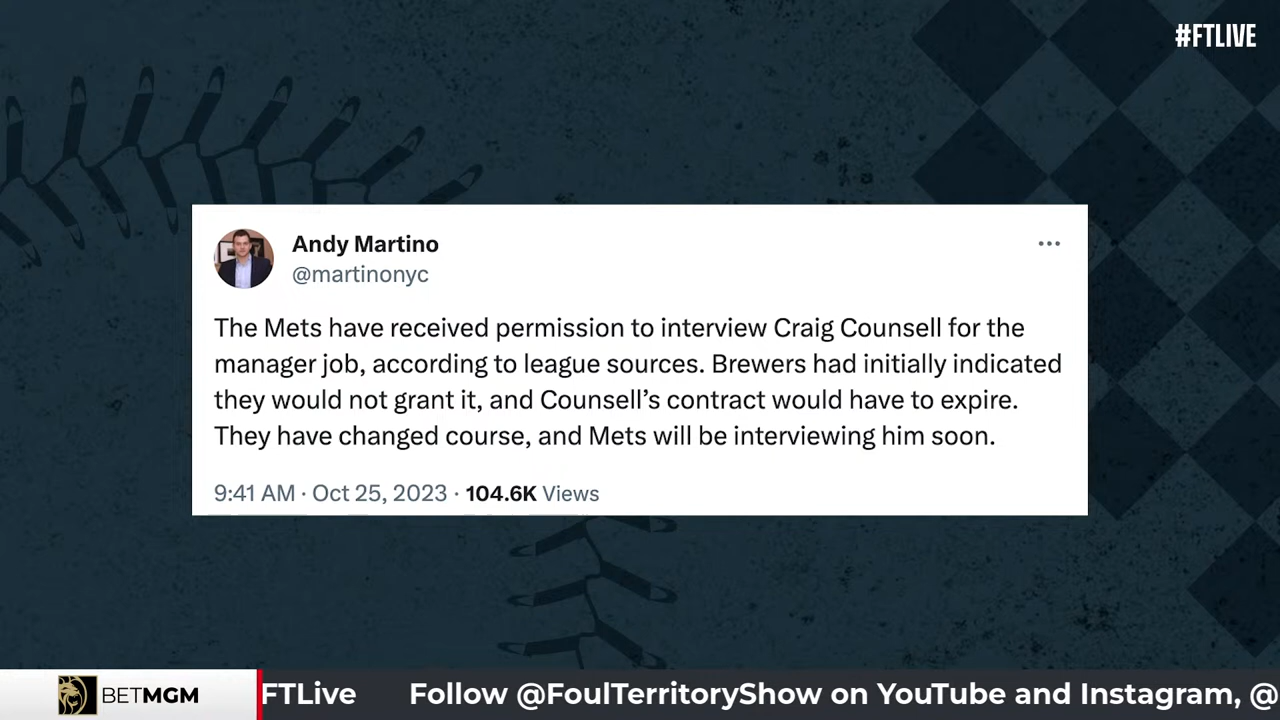 #FTLIVE
Andy Martino
@martinonyc
The Mets have received permission to interview Craig Counsell for the
manager job, according to league sources. Brewers had initially indicated
they would not grant it, and Counsell’s contract would have to expire.
They have changed course, and Mets will be interviewing him soon.
9:41 AM · Oct 25, 2023 · 104.6K Views
BETMGM
FTLive Follow @FoulTerritoryShow on YouTube and Instagram, @